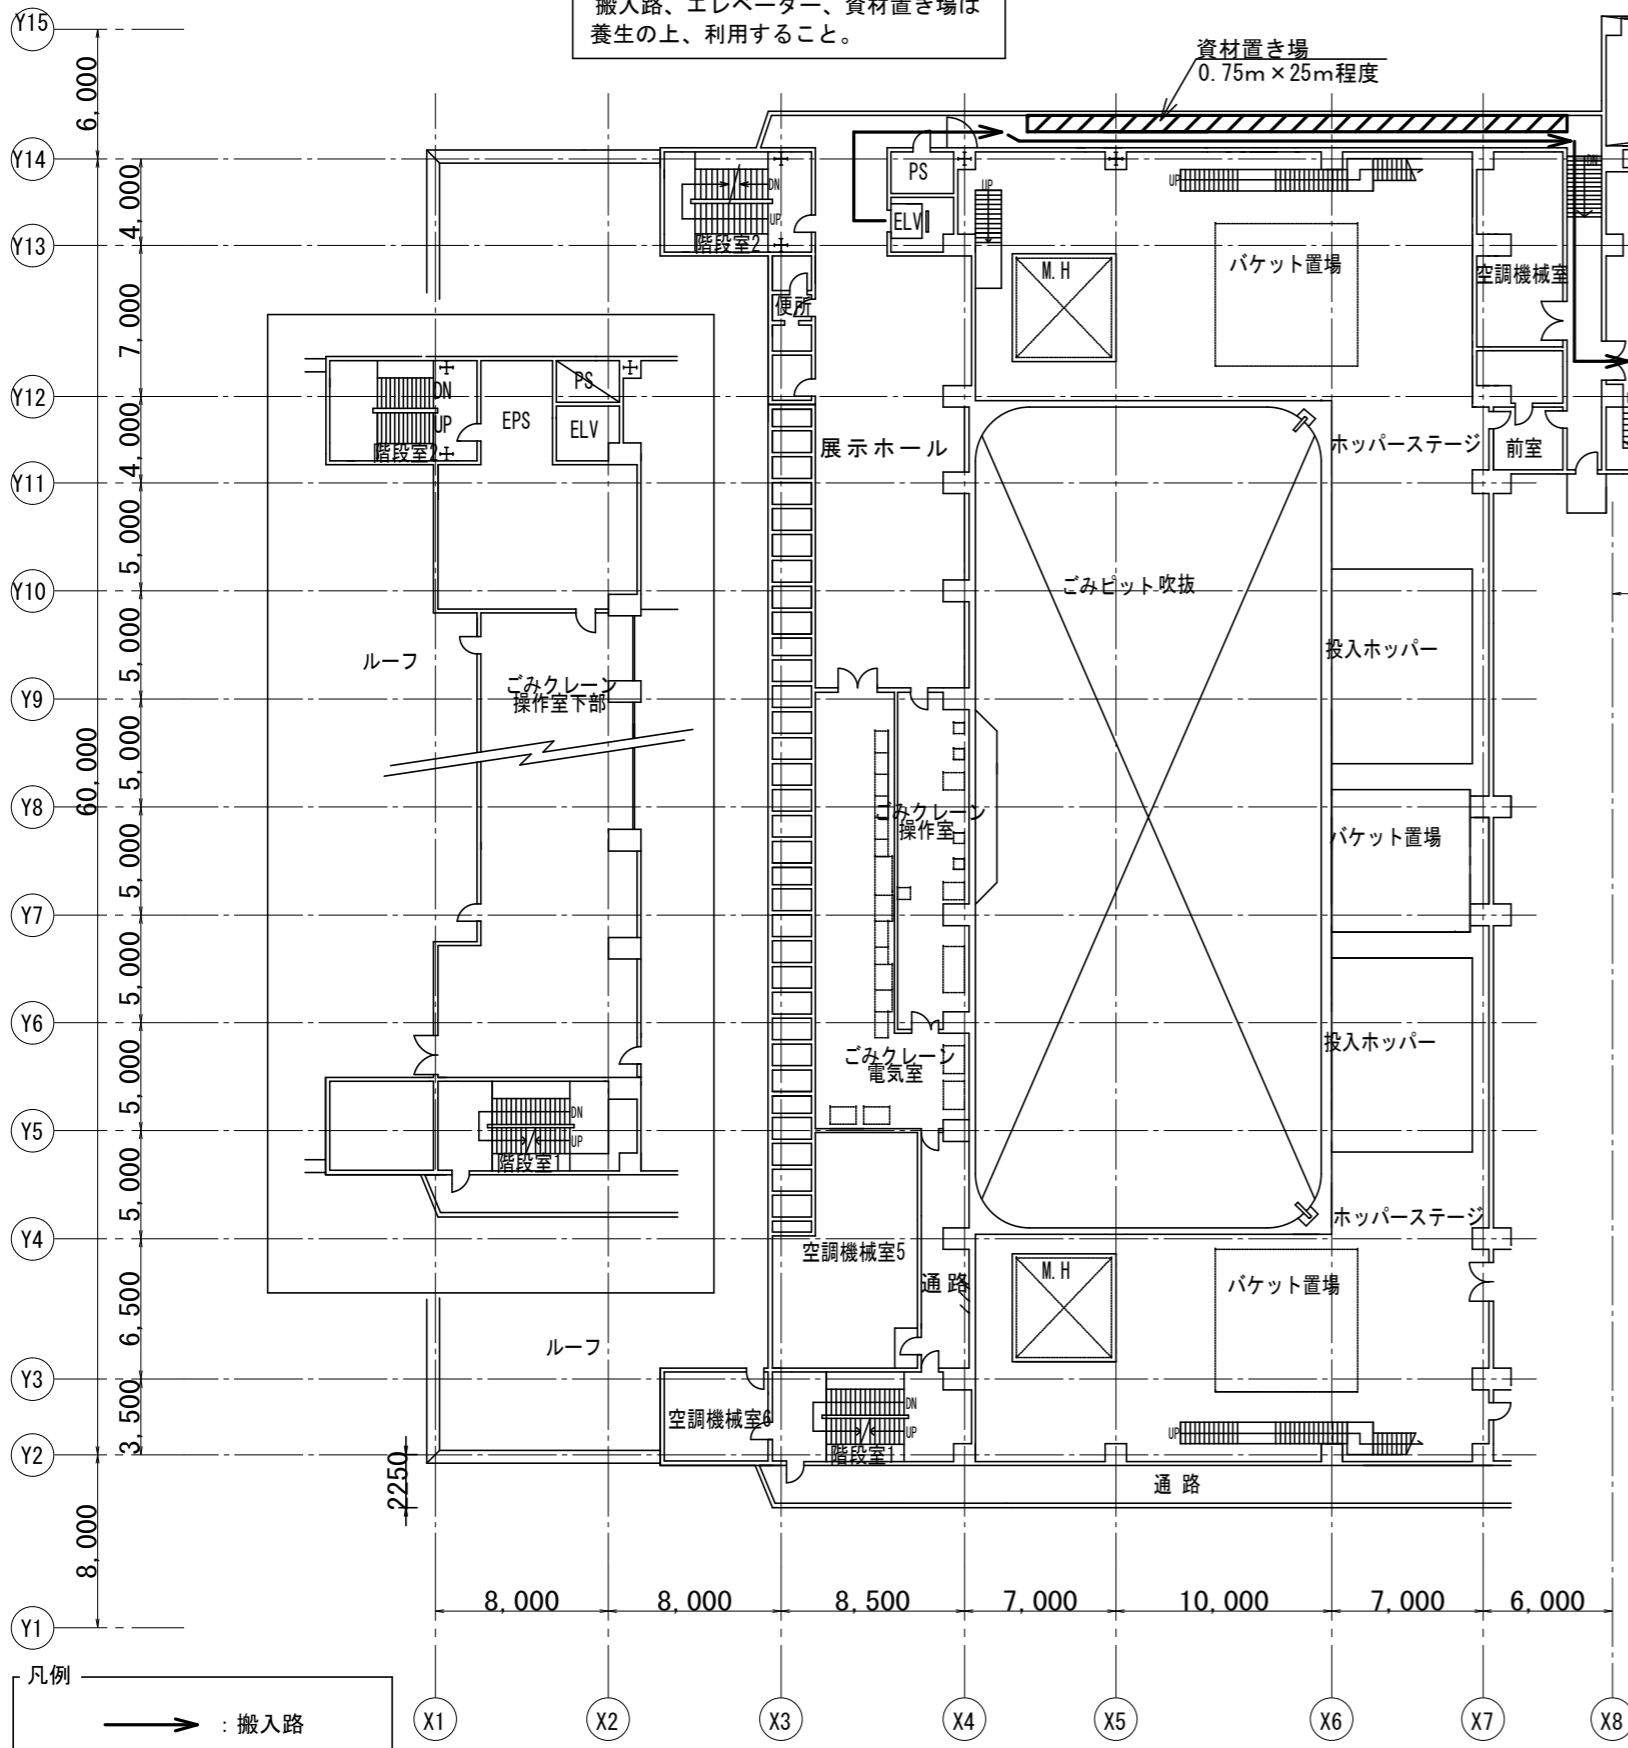 搬入路、エレベーター、資材置き場は
養生の上、利用すること。
資材置き場
0.75m×25m程度
Y15
6,000
Y14
4,000
Y13
7,000
Y12
4,000
Y11
5,000
Y10
5,000
Y9
60,000
5,000
Y8
5,000
Y7
5,000
Y6
5,000
Y5
5,000
Y4
6,500
Y3
3,500
Y2
2250
8,000
Y1
PS
ELV
UP
DN
UP
階段室2
便所
M.H
UP
バケット置場
空調機械室
DN
PS
DN
UP
EPS
ELV
階段室2
展示ホール
ホッパーステージ
前室
ごみピット吹抜
ルーフ
ごみクレーン
操作室下部
投入ホッパー
ごみクレーン
操作室
バケット置場
ごみクレーン
電気室
投入ホッパー
DN
UP
階段室1
ホッパーステージ
空調機械室5
通路
M.H
バケット置場
ルーフ
空調機械室6
DN
UP
階段室1
UP
通路
8,000
8,000
8,500
7,000
10,000
7,000
6,000
X1
X2
X3
X4
X5
X6
X7
X8
凡例
：搬入路